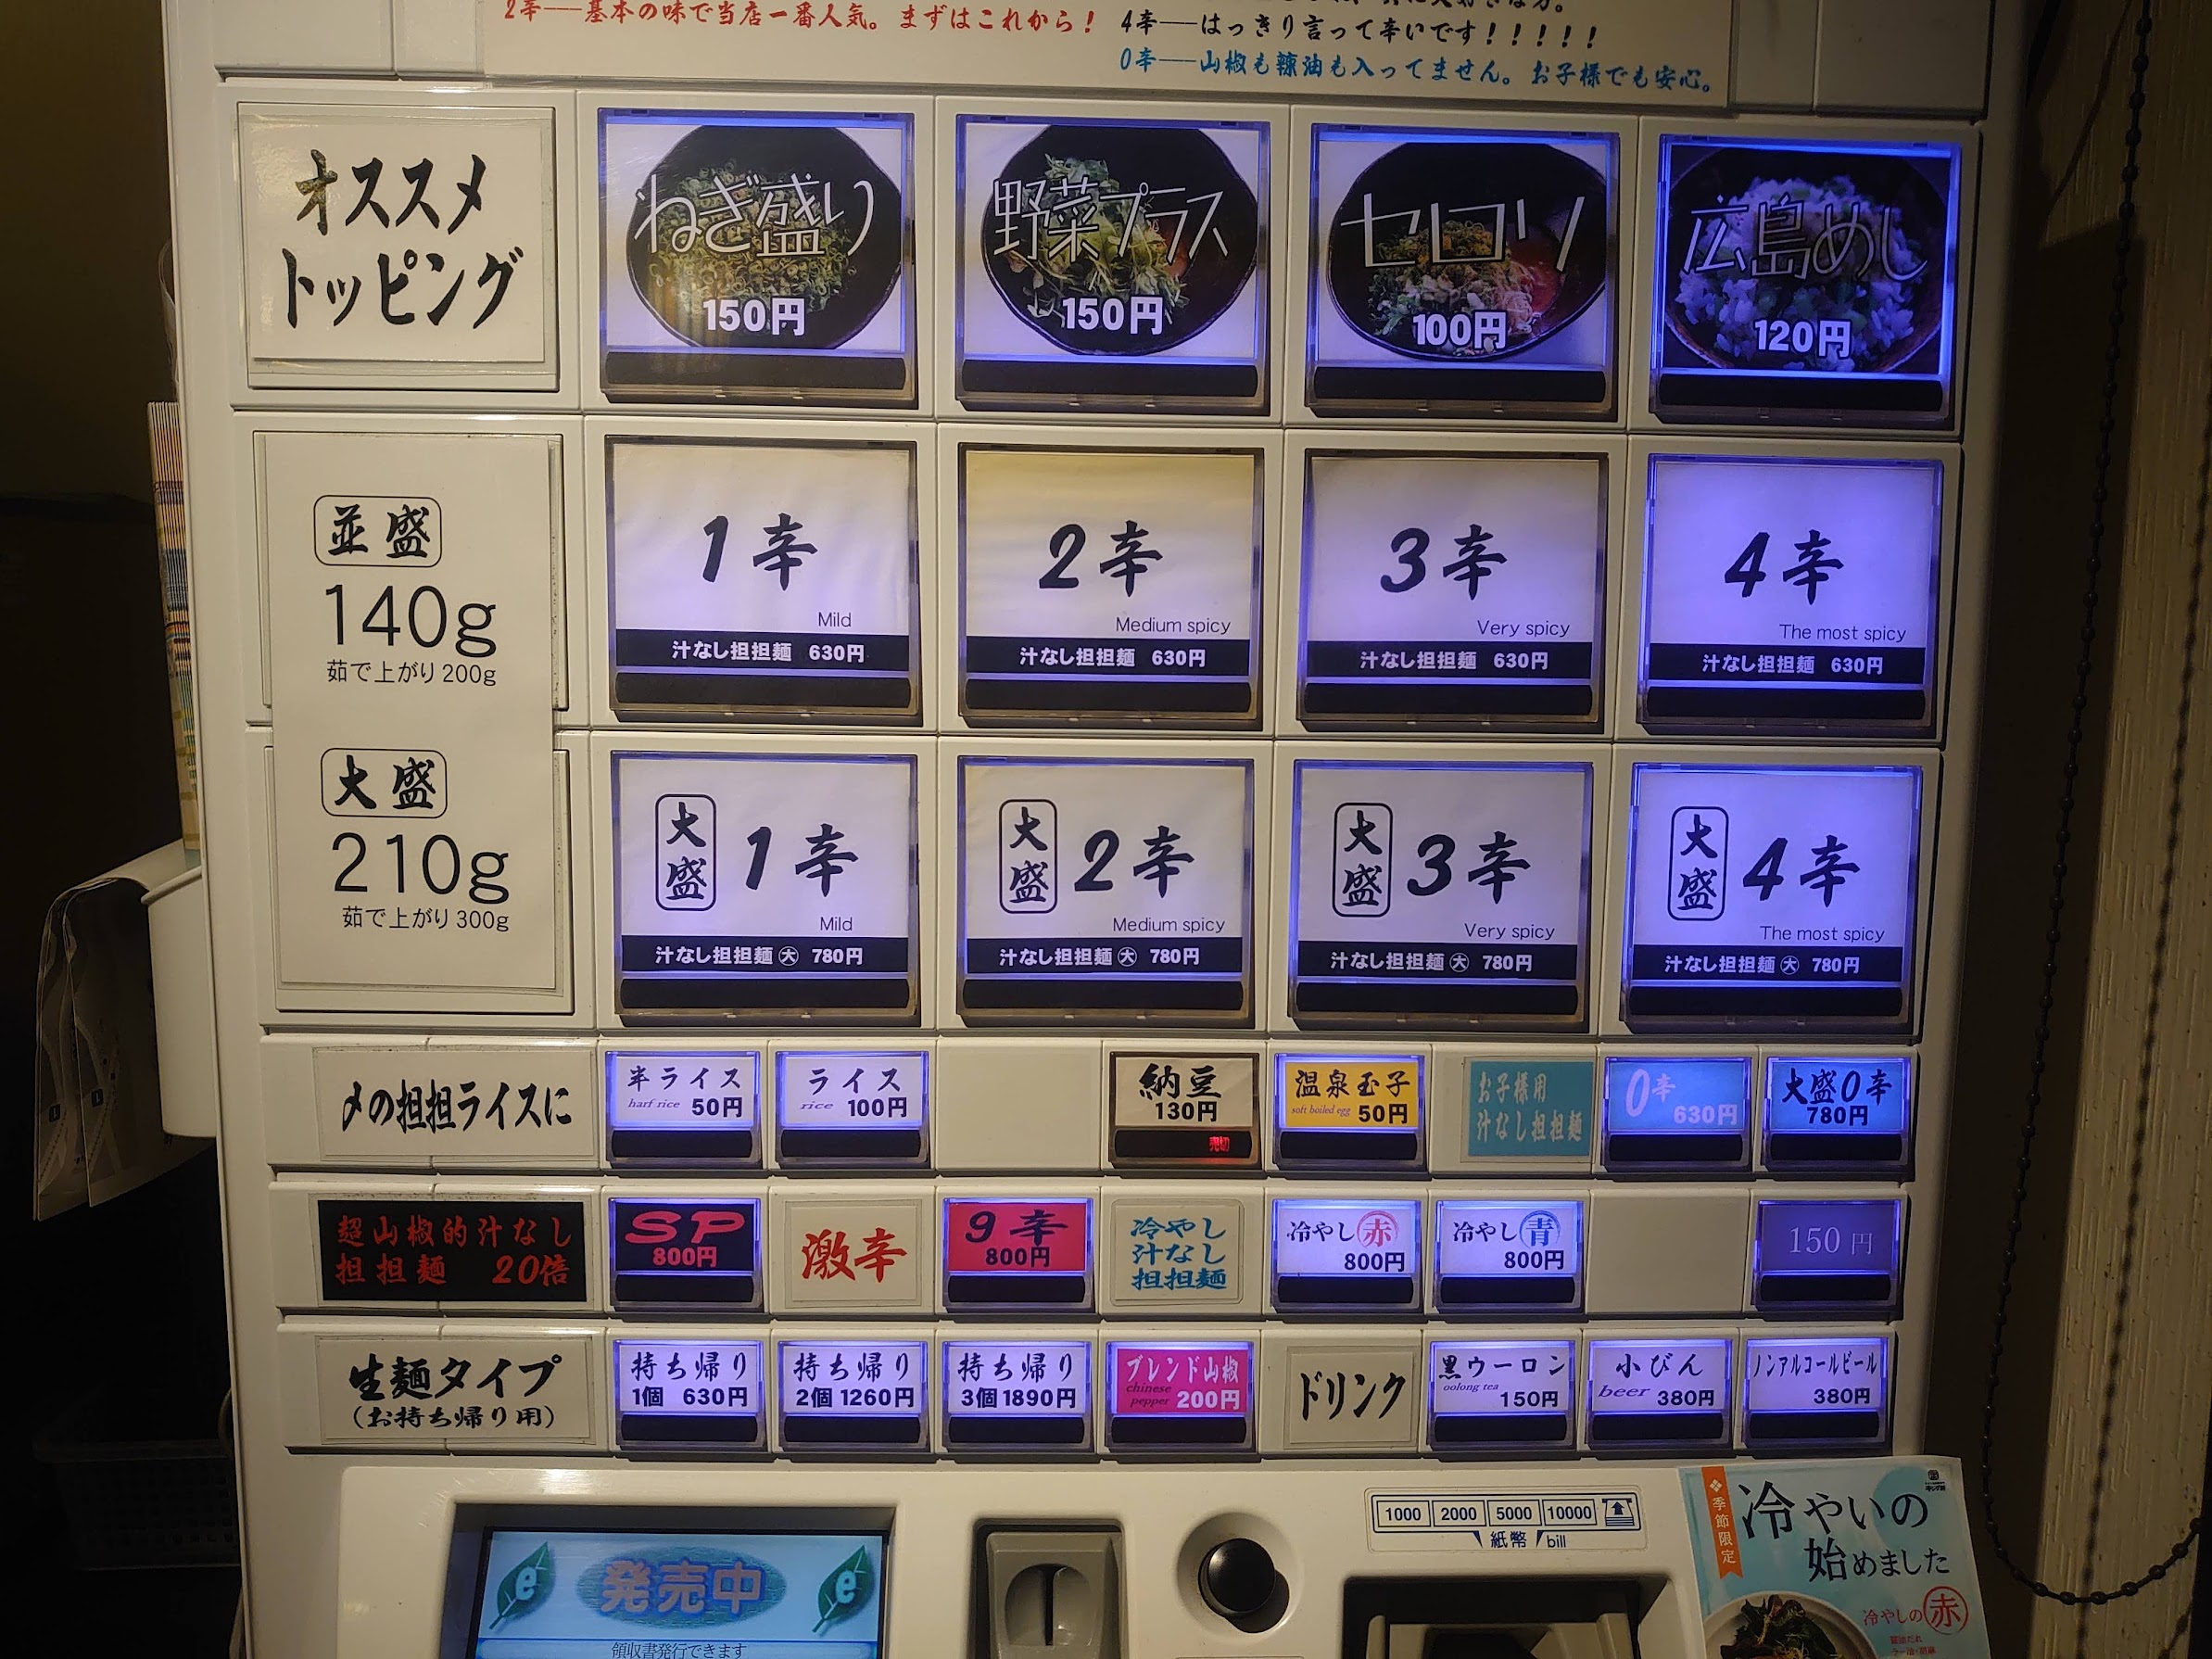 2辛――基本の味で当店一番人気。まずはこれから！
4辛――はっきり言って辛いです！！！！！
0辛――山椒も辣油も入ってません。お子様でも安心。
オススメ
トッピング
ねぎ盛り
150円
野菜プラス
150円
セロリ
100円
広島めし
120円
並盛
140g
茹で上がり200g
1辛
Mild
汁なし担担麺 630円
2辛
Medium spicy
汁なし担担麺 630円
3辛
Very spicy
汁なし担担麺 630円
4辛
The most spicy
汁なし担担麺 630円
大盛
210g
茹で上がり300g
大盛 1辛
Mild
汁なし担担麺㊛ 780円
大盛 2辛
Medium spicy
汁なし担担麺 大 780円
大盛 3辛
Very spicy
汁なし担担麺 大 780円
大盛 4辛
The most spicy
汁なし担担麺 大 780円
〆の担担ライスに
半ライス
harf rice 50円
ライス
rice 100円
納豆
130円
売切
温泉玉子
soft boiled egg 50円
お子様用
汁なし担担麺
0辛
630円
大盛0辛
780円
超山椒的汁なし
担担麺 20倍
SP
800円
激辛
9辛
800円
冷やし
汁なし
担担麺
冷やし赤
800円
冷やし青
800円
150円
生麺タイプ
（お持ち帰り用）
持ち帰り
1個 630円
持ち帰り
2個 1260円
持ち帰り
3個 1890円
ブレンド山椒
chinese
pepper 200円
ドリンク
黒ウーロン
oolong tea
150円
小びん
beer 380円
ノンアルコールビール
380円
1000 2000 5000 10000
紙幣 bill
e 発売中 e
領収書発行できます
季節限定
冷やいの
始めました
冷やしの赤